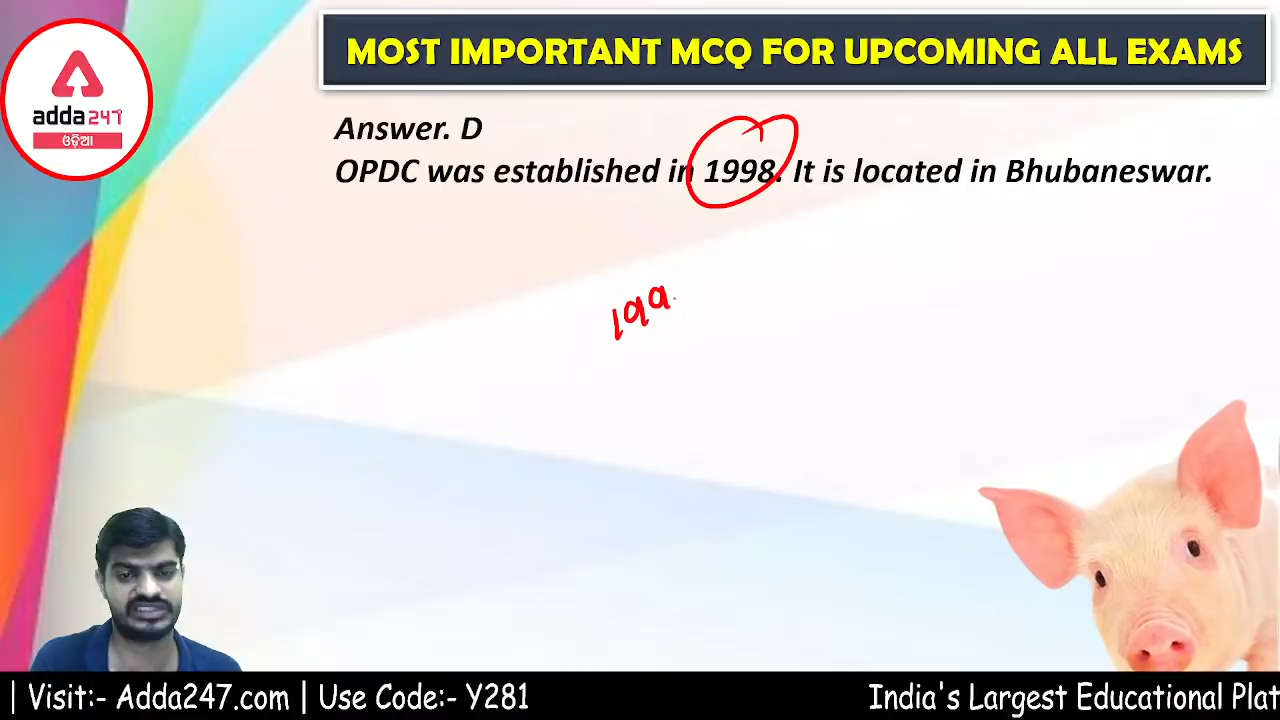 adda247
ଓଡ଼ିଆ
MOST IMPORTANT MCQ FOR UPCOMING ALL EXAMS
Answer. D
OPDC was established in 1998. It is located in Bhubaneswar.
199
| Visit:- Adda247.com | Use Code:- Y281
India's Largest Educational Plat